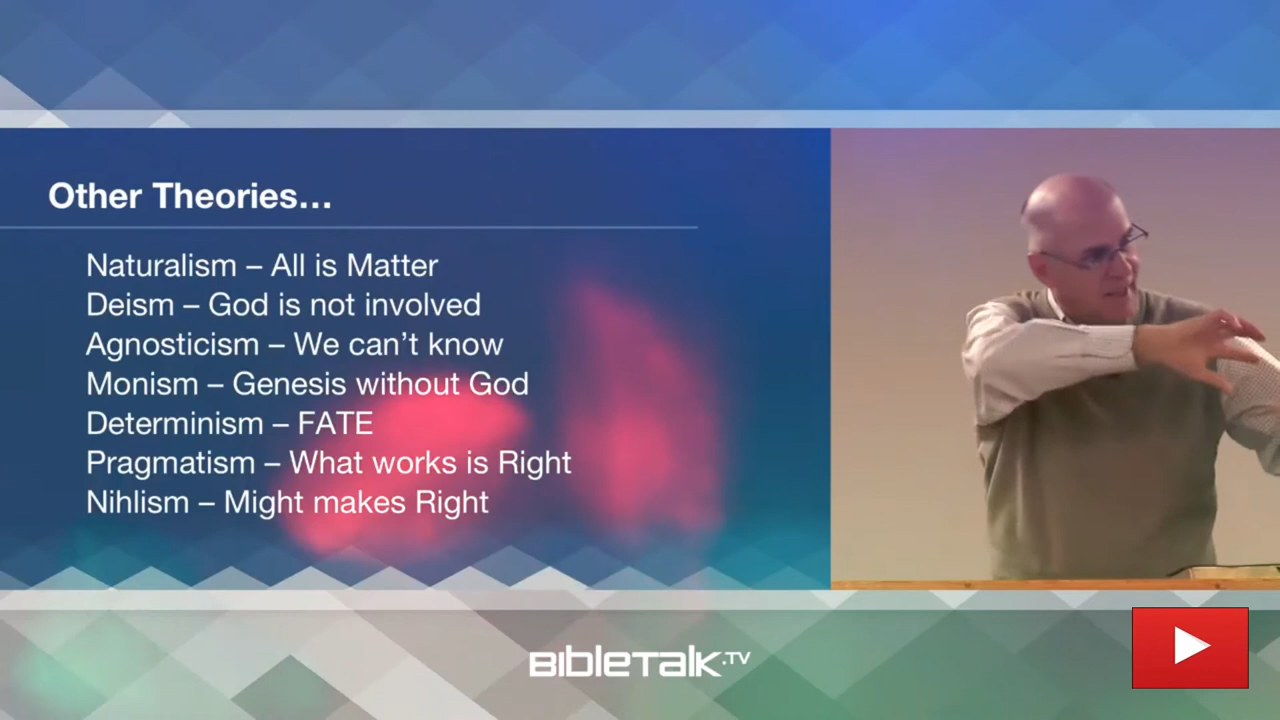 Other Theories...
Naturalism – All is Matter
Deism – God is not involved
Agnosticism – We can't know
Monism – Genesis without God
Determinism – FATE
Pragmatism – What works is Right
Nihlism – Might makes Right
BIBLETALK.TV